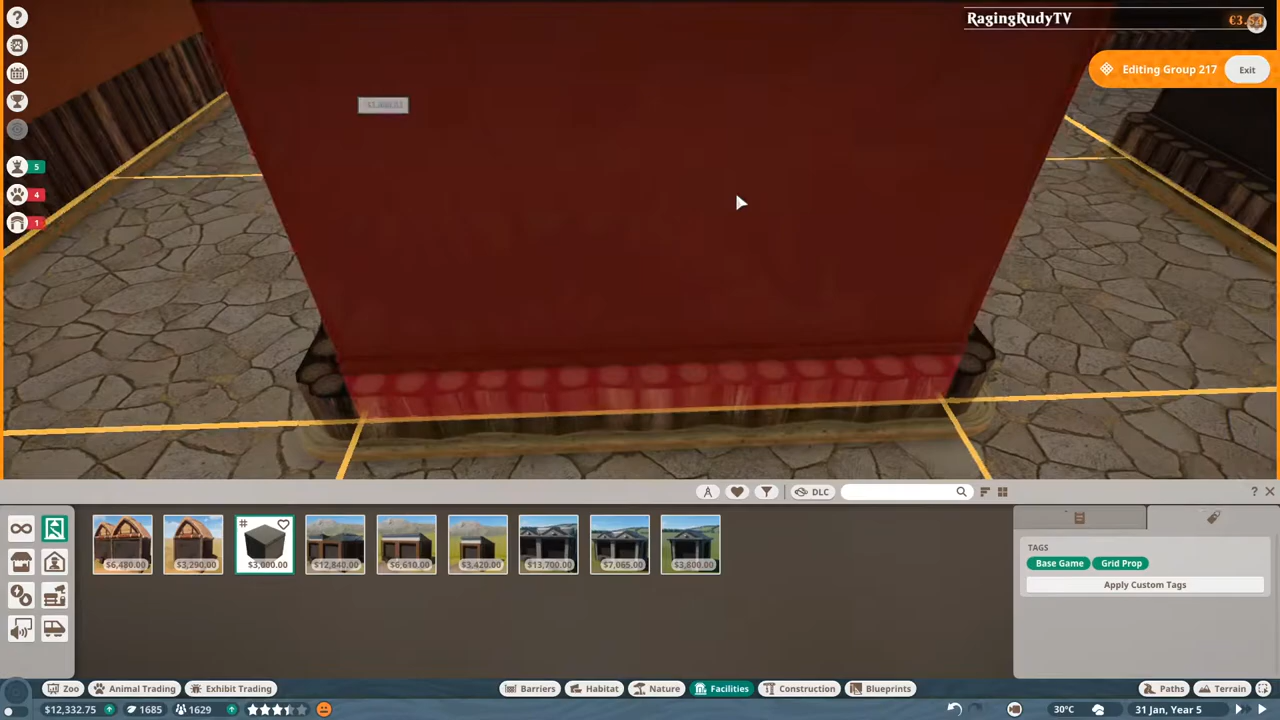 RagingRudyTV
Editing Group 217
Exit
5
4
1
DLC
$6,480.00
$3,290.00
$3,000.00
$12,840.00
$6,610.00
$3,420.00
$13,700.00
$7,065.00
$3,800.00
TAGS
Base Game
Grid Prop
Apply Custom Tags
Zoo
Animal Trading
Exhibit Trading
Barriers
Habitat
Nature
Facilities
Construction
Blueprints
Paths
Terrain
$12,332.75
1685
1629
30°C
31 Jan, Year 5